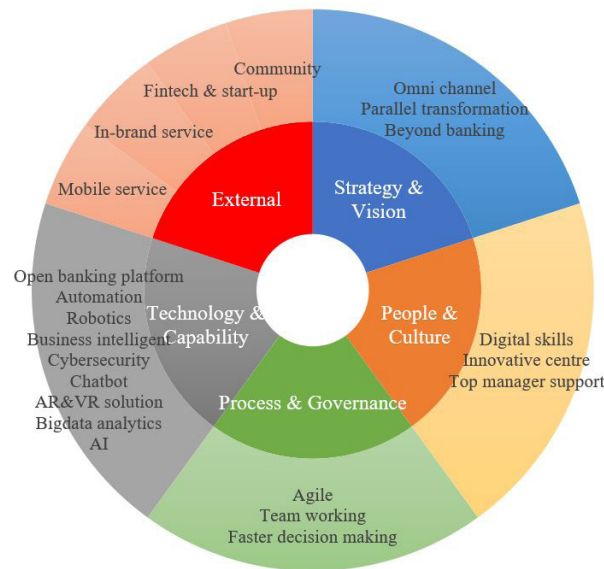 Community
Fintech & start-up
In-brand service
Mobile service
External
Omni channel
Parallel transformation
Beyond banking
Strategy &
Vision
Open banking platform
Automation
Robotics
Business intelligent
Cybersecurity
Chatbot
AR&VR solution
Bigdata analytics
AI
Technology &
Capability
People &
Culture
Digital skills
Innovative centre
Top manager support
Process & Governance
Agile
Team working
Faster decision making